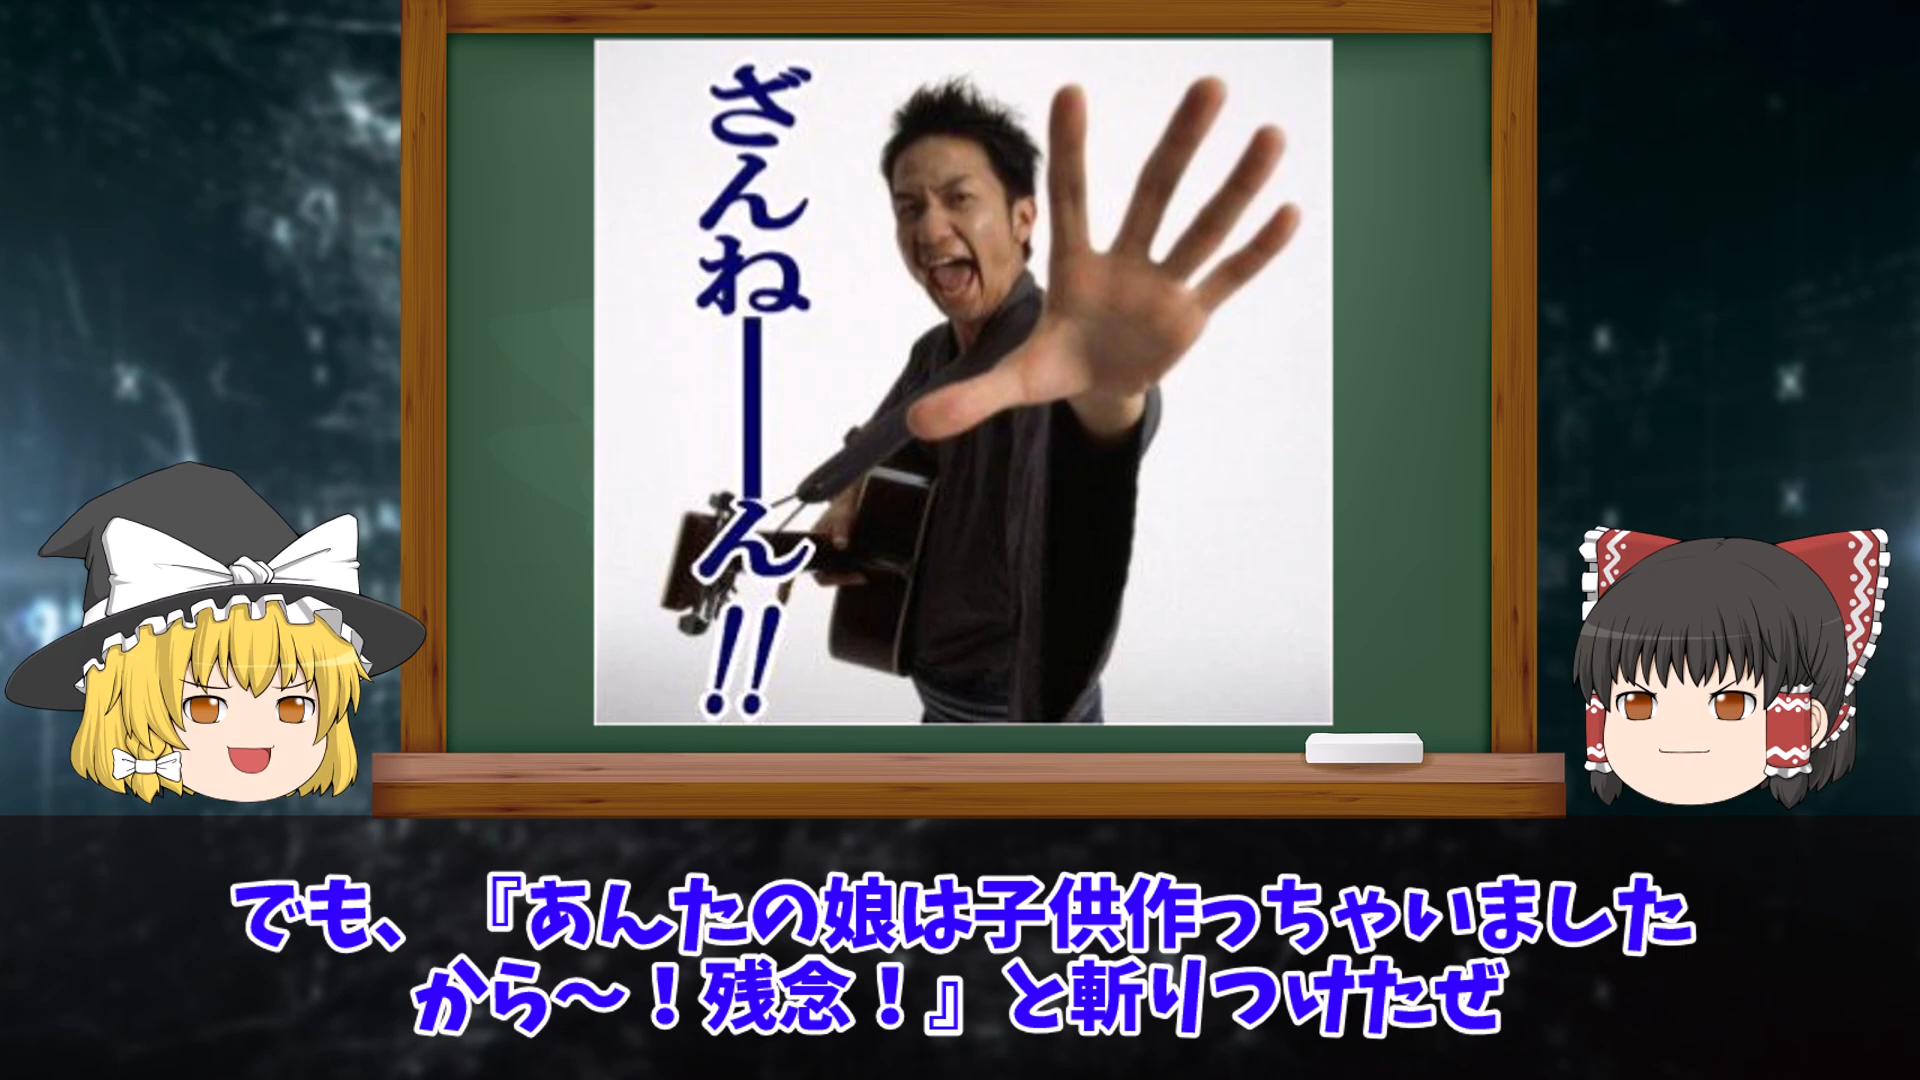 ざんねーん!!
でも、『あんたの娘は子供作っちゃいました
から～！残念！』と斬りつけたぜ